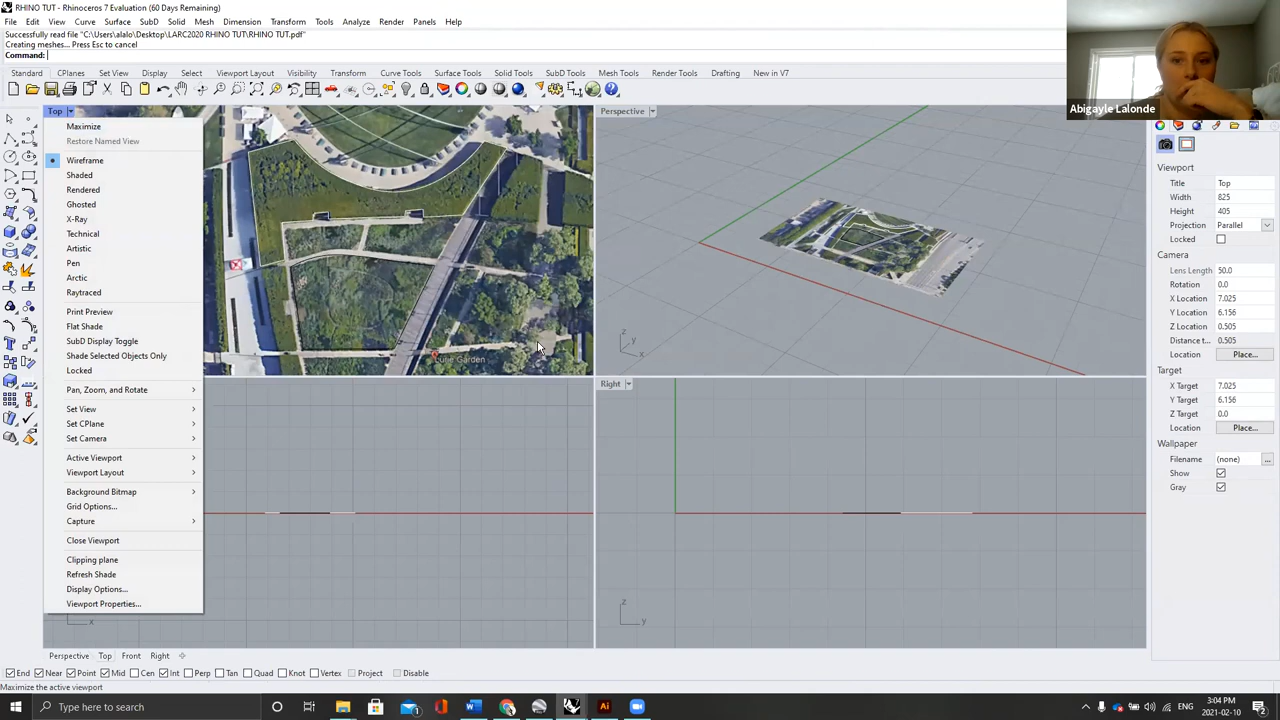 RHINO TUT - Rhinoceros 7 Evaluation (60 Days Remaining)
File Edit View Curve Surface SubD Solid Mesh Dimension Transform Tools Analyze Render Panels Help
Successfully read file "C:\Users\alalo\Desktop\LARC2020 RHINO TUT\RHINO TUT.pdf"
Creating meshes... Press Esc to cancel
Command:
Standard CPlanes Set View Display Select Viewport Layout Visibility Transform Curve Tools Surface Tools Solid Tools SubD Tools Mesh Tools Render Tools Drafting New in V7
Abigayle Lalonde
Top
Maximize
Restore Named View
Wireframe
Shaded
Rendered
Ghosted
X-Ray
Technical
Artistic
Pen
Arctic
Raytraced
Print Preview
Flat Shade
SubD Display Toggle
Shade Selected Objects Only
Locked
Pan, Zoom, and Rotate
Set View
Set CPlane
Set Camera
Active Viewport
Viewport Layout
Background Bitmap
Grid Options...
Capture
Close Viewport
Clipping plane
Refresh Shade
Display Options...
Viewport Properties...
x
Lurie Garden
Perspective
z
y
x
Right
z
y
Viewport
Title Top
Width 825
Height 405
Projection Parallel
Locked
Camera
Lens Length 50.0
Rotation 0.0
X Location 7.025
Y Location 6.156
Z Location 0.505
Distance t... 0.505
Location Place...
Target
X Target 7.025
Y Target 6.156
Z Target 0.0
Location Place...
Wallpaper
Filename (none) ...
Show
Gray
Perspective Top Front Right
End Near Point Mid Cen Int Perp Tan Quad Knot Vertex Project Disable
Maximize the active viewport
Type here to search
3:04 PM
2021-02-10